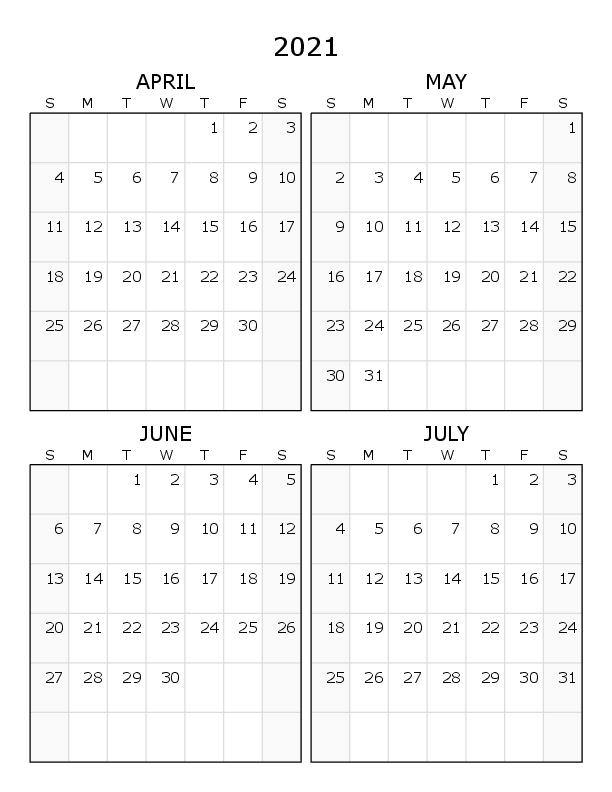 2021
APRIL
S M T W T F S
1 2 3
4 5 6 7 8 9 10
11 12 13 14 15 16 17
18 19 20 21 22 23 24
25 26 27 28 29 30
MAY
S M T W T F S
1
2 3 4 5 6 7 8
9 10 11 12 13 14 15
16 17 18 19 20 21 22
23 24 25 26 27 28 29
30 31
JUNE
S M T W T F S
1 2 3 4 5
6 7 8 9 10 11 12
13 14 15 16 17 18 19
20 21 22 23 24 25 26
27 28 29 30
JULY
S M T W T F S
1 2 3
4 5 6 7 8 9 10
11 12 13 14 15 16 17
18 19 20 21 22 23 24
25 26 27 28 29 30 31